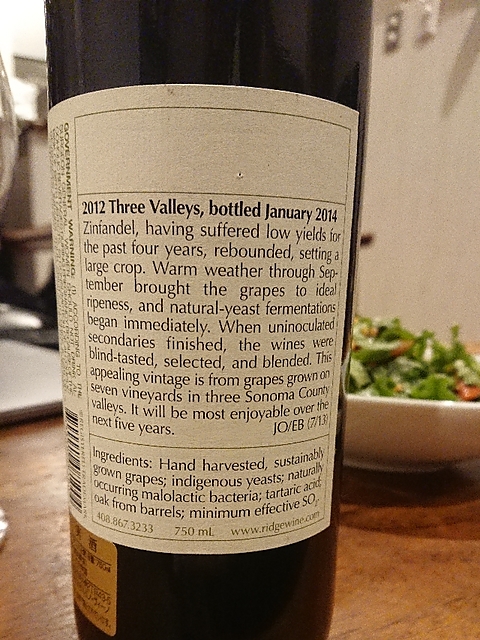 2012 Three Valleys, bottled January 2014
Zinfandel, having suffered low yields for
the past four years, rebounded, setting a
large crop. Warm weather through Sep-
tember brought the grapes to ideal
ripeness, and natural-yeast fermentations
began immediately. When uninoculated
secondaries finished, the wines were
blind-tasted, selected, and blended. This
appealing vintage is from grapes grown on
seven vineyards in three Sonoma County
valleys. It will be most enjoyable over the
next five years. JO/EB (7/13)
Ingredients: Hand harvested, sustainably
grown grapes; indigenous yeasts; naturally
occurring malolactic bacteria; tartaric acid;
oak from barrels; minimum effective SO₂
408.867.3233 750 mL www.ridgewine.com
GOVERNMENT WARNING: (1) ACCORDING TO THE